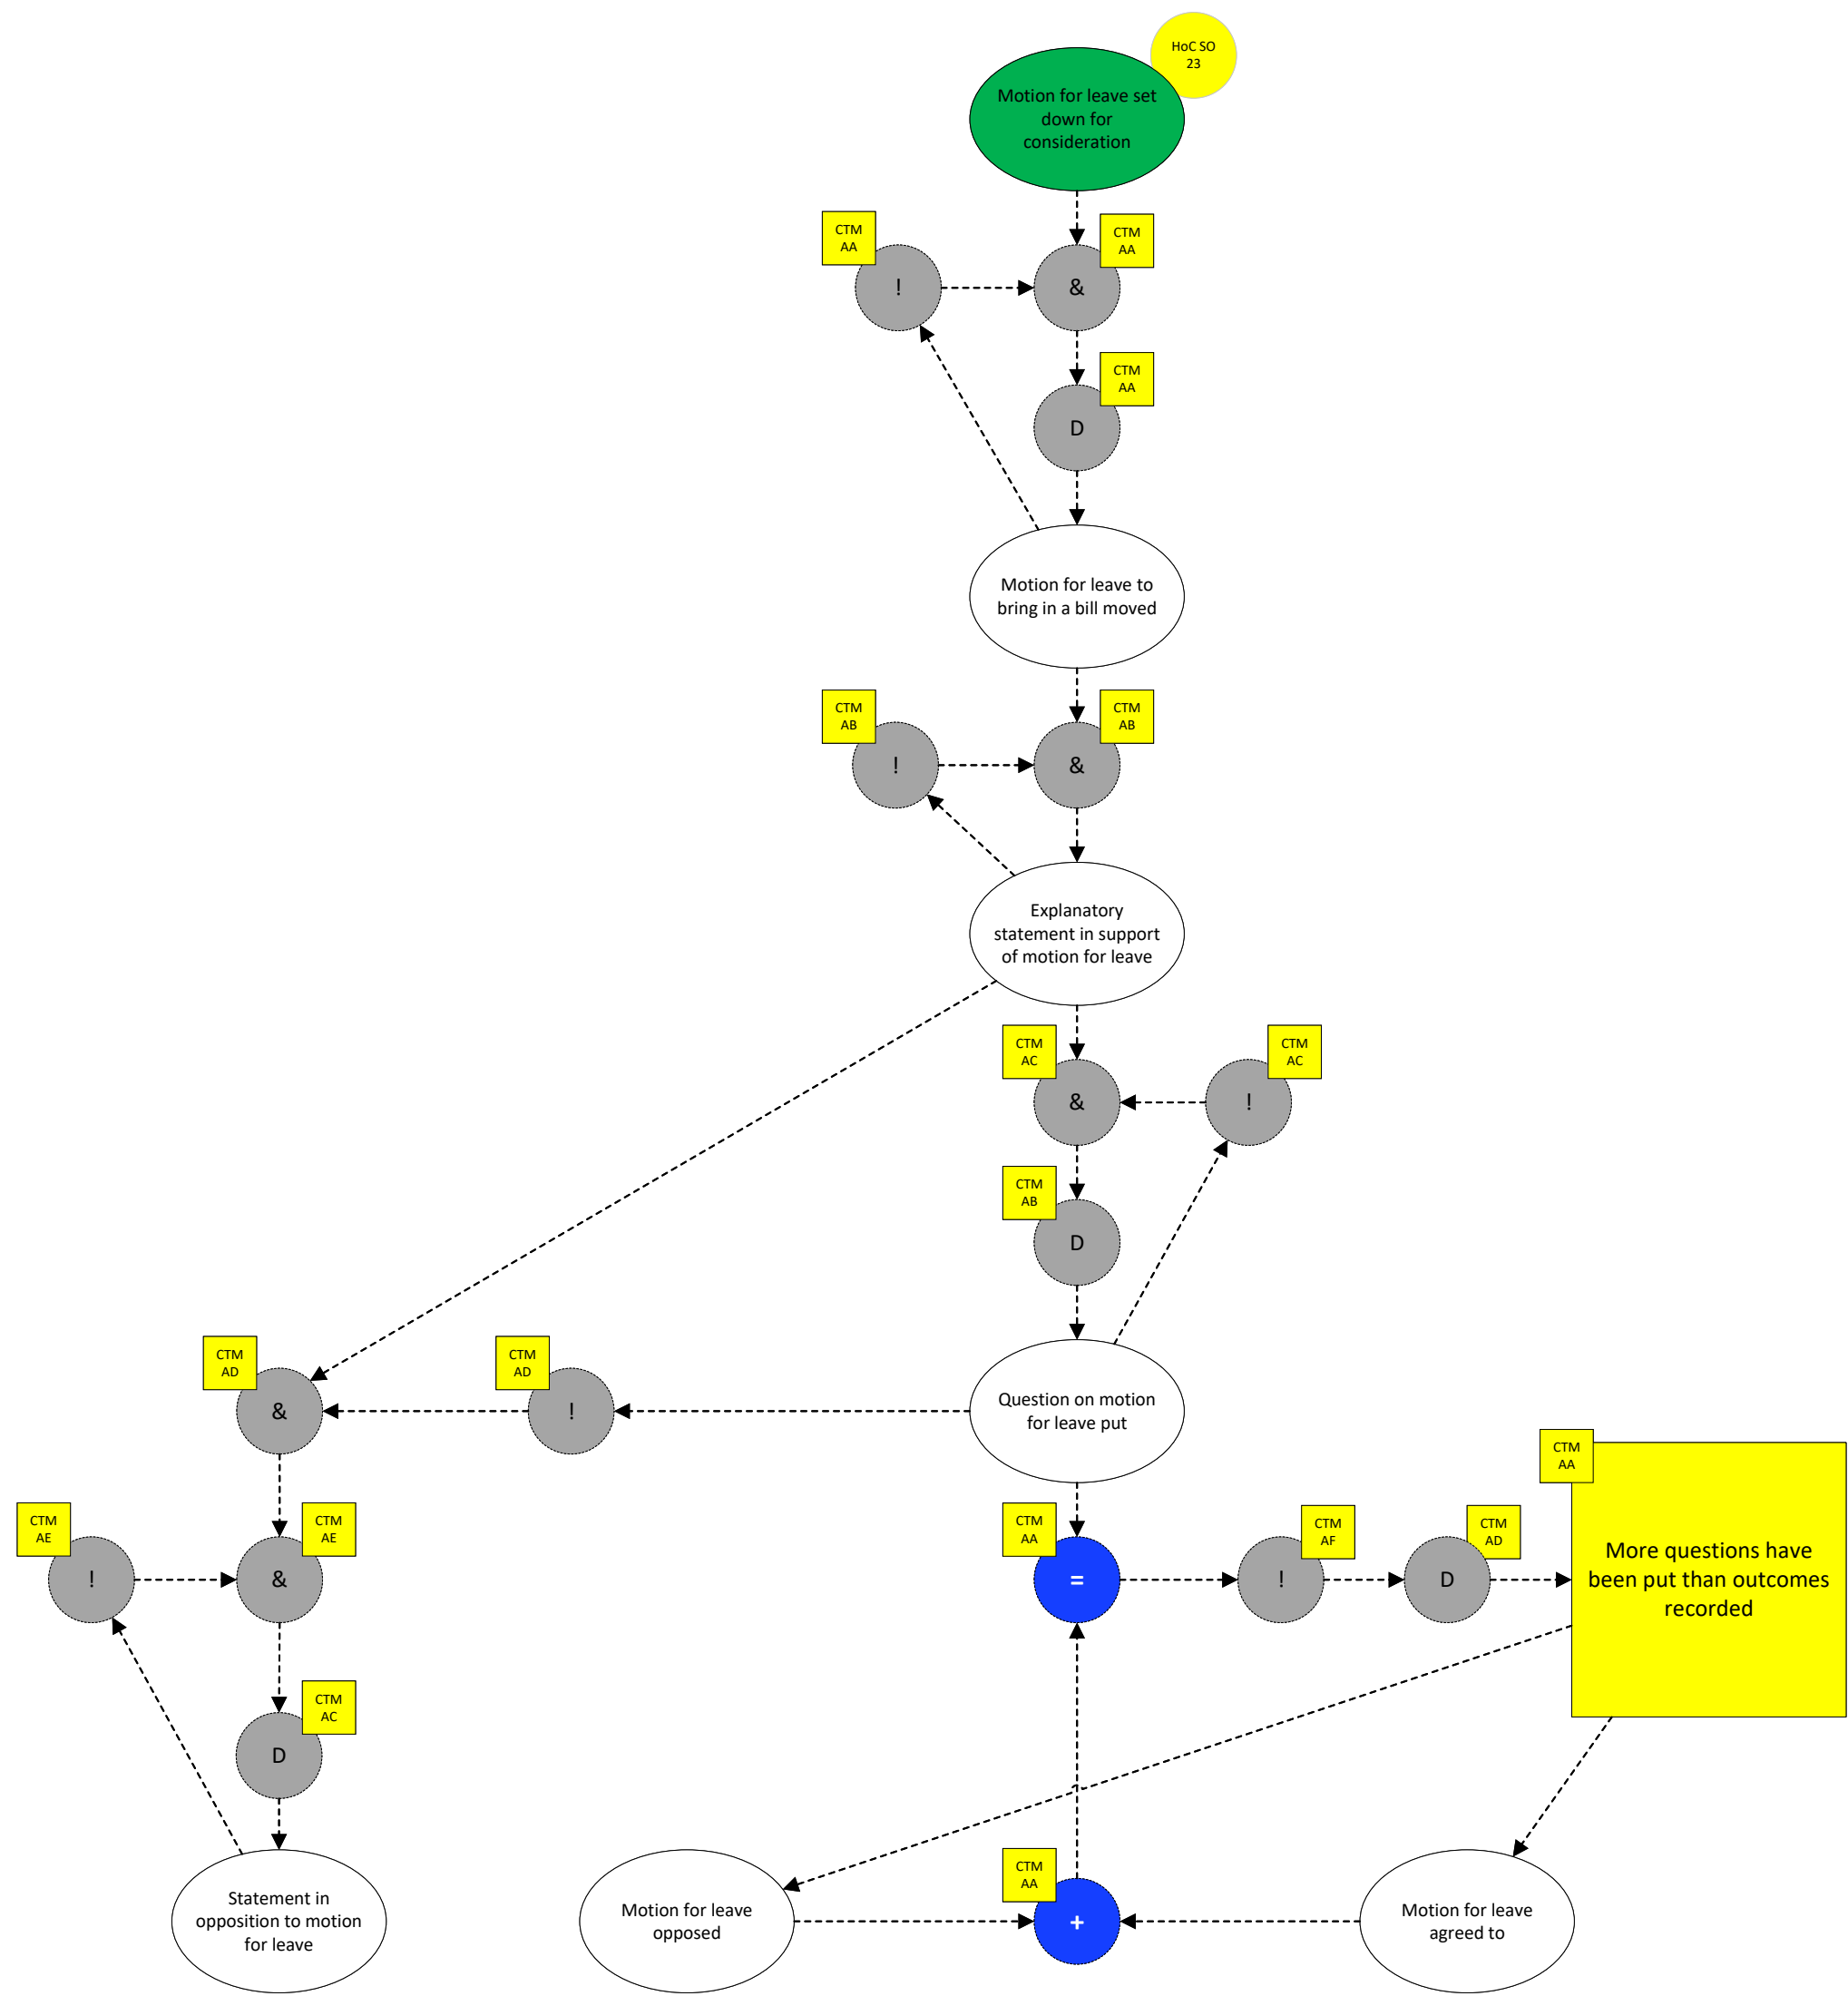 HoC SO
23
Motion for leave set
down for
consideration
CTM
AA
CTM
AA
!
&
CTM
AA
D
Motion for leave to
bring in a bill moved
CTM
AB
CTM
AB
!
&
Explanatory
statement in support
of motion for leave
CTM
AC
CTM
AC
&
!
CTM
AB
D
CTM
AD
CTM
AD
&
!
Question on motion
for leave put
CTM
AA
More questions have
been put than outcomes
recorded
CTM
AE
CTM
AE
!
&
CTM
AA
=
CTM
AF
!
CTM
AD
D
CTM
AC
D
Statement in
opposition to motion
for leave
Motion for leave
opposed
CTM
AA
+
Motion for leave
agreed to